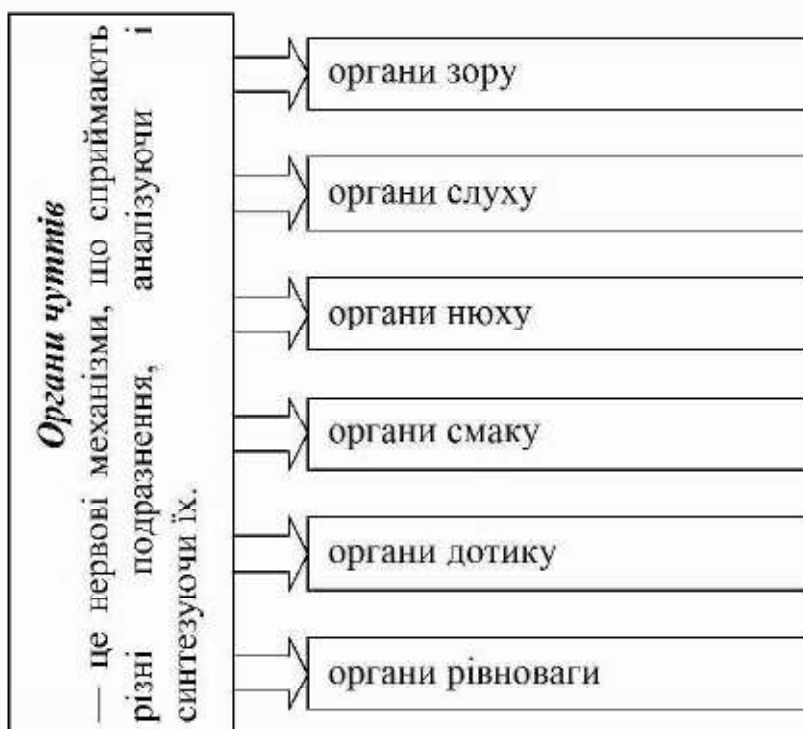 Органи чуттів
— це нервові механізми, що сприймають
різні подразнення, аналізуючи і
синтезуючи їх.
органи зору
органи слуху
органи нюху
органи смаку
органи дотику
органи рівноваги